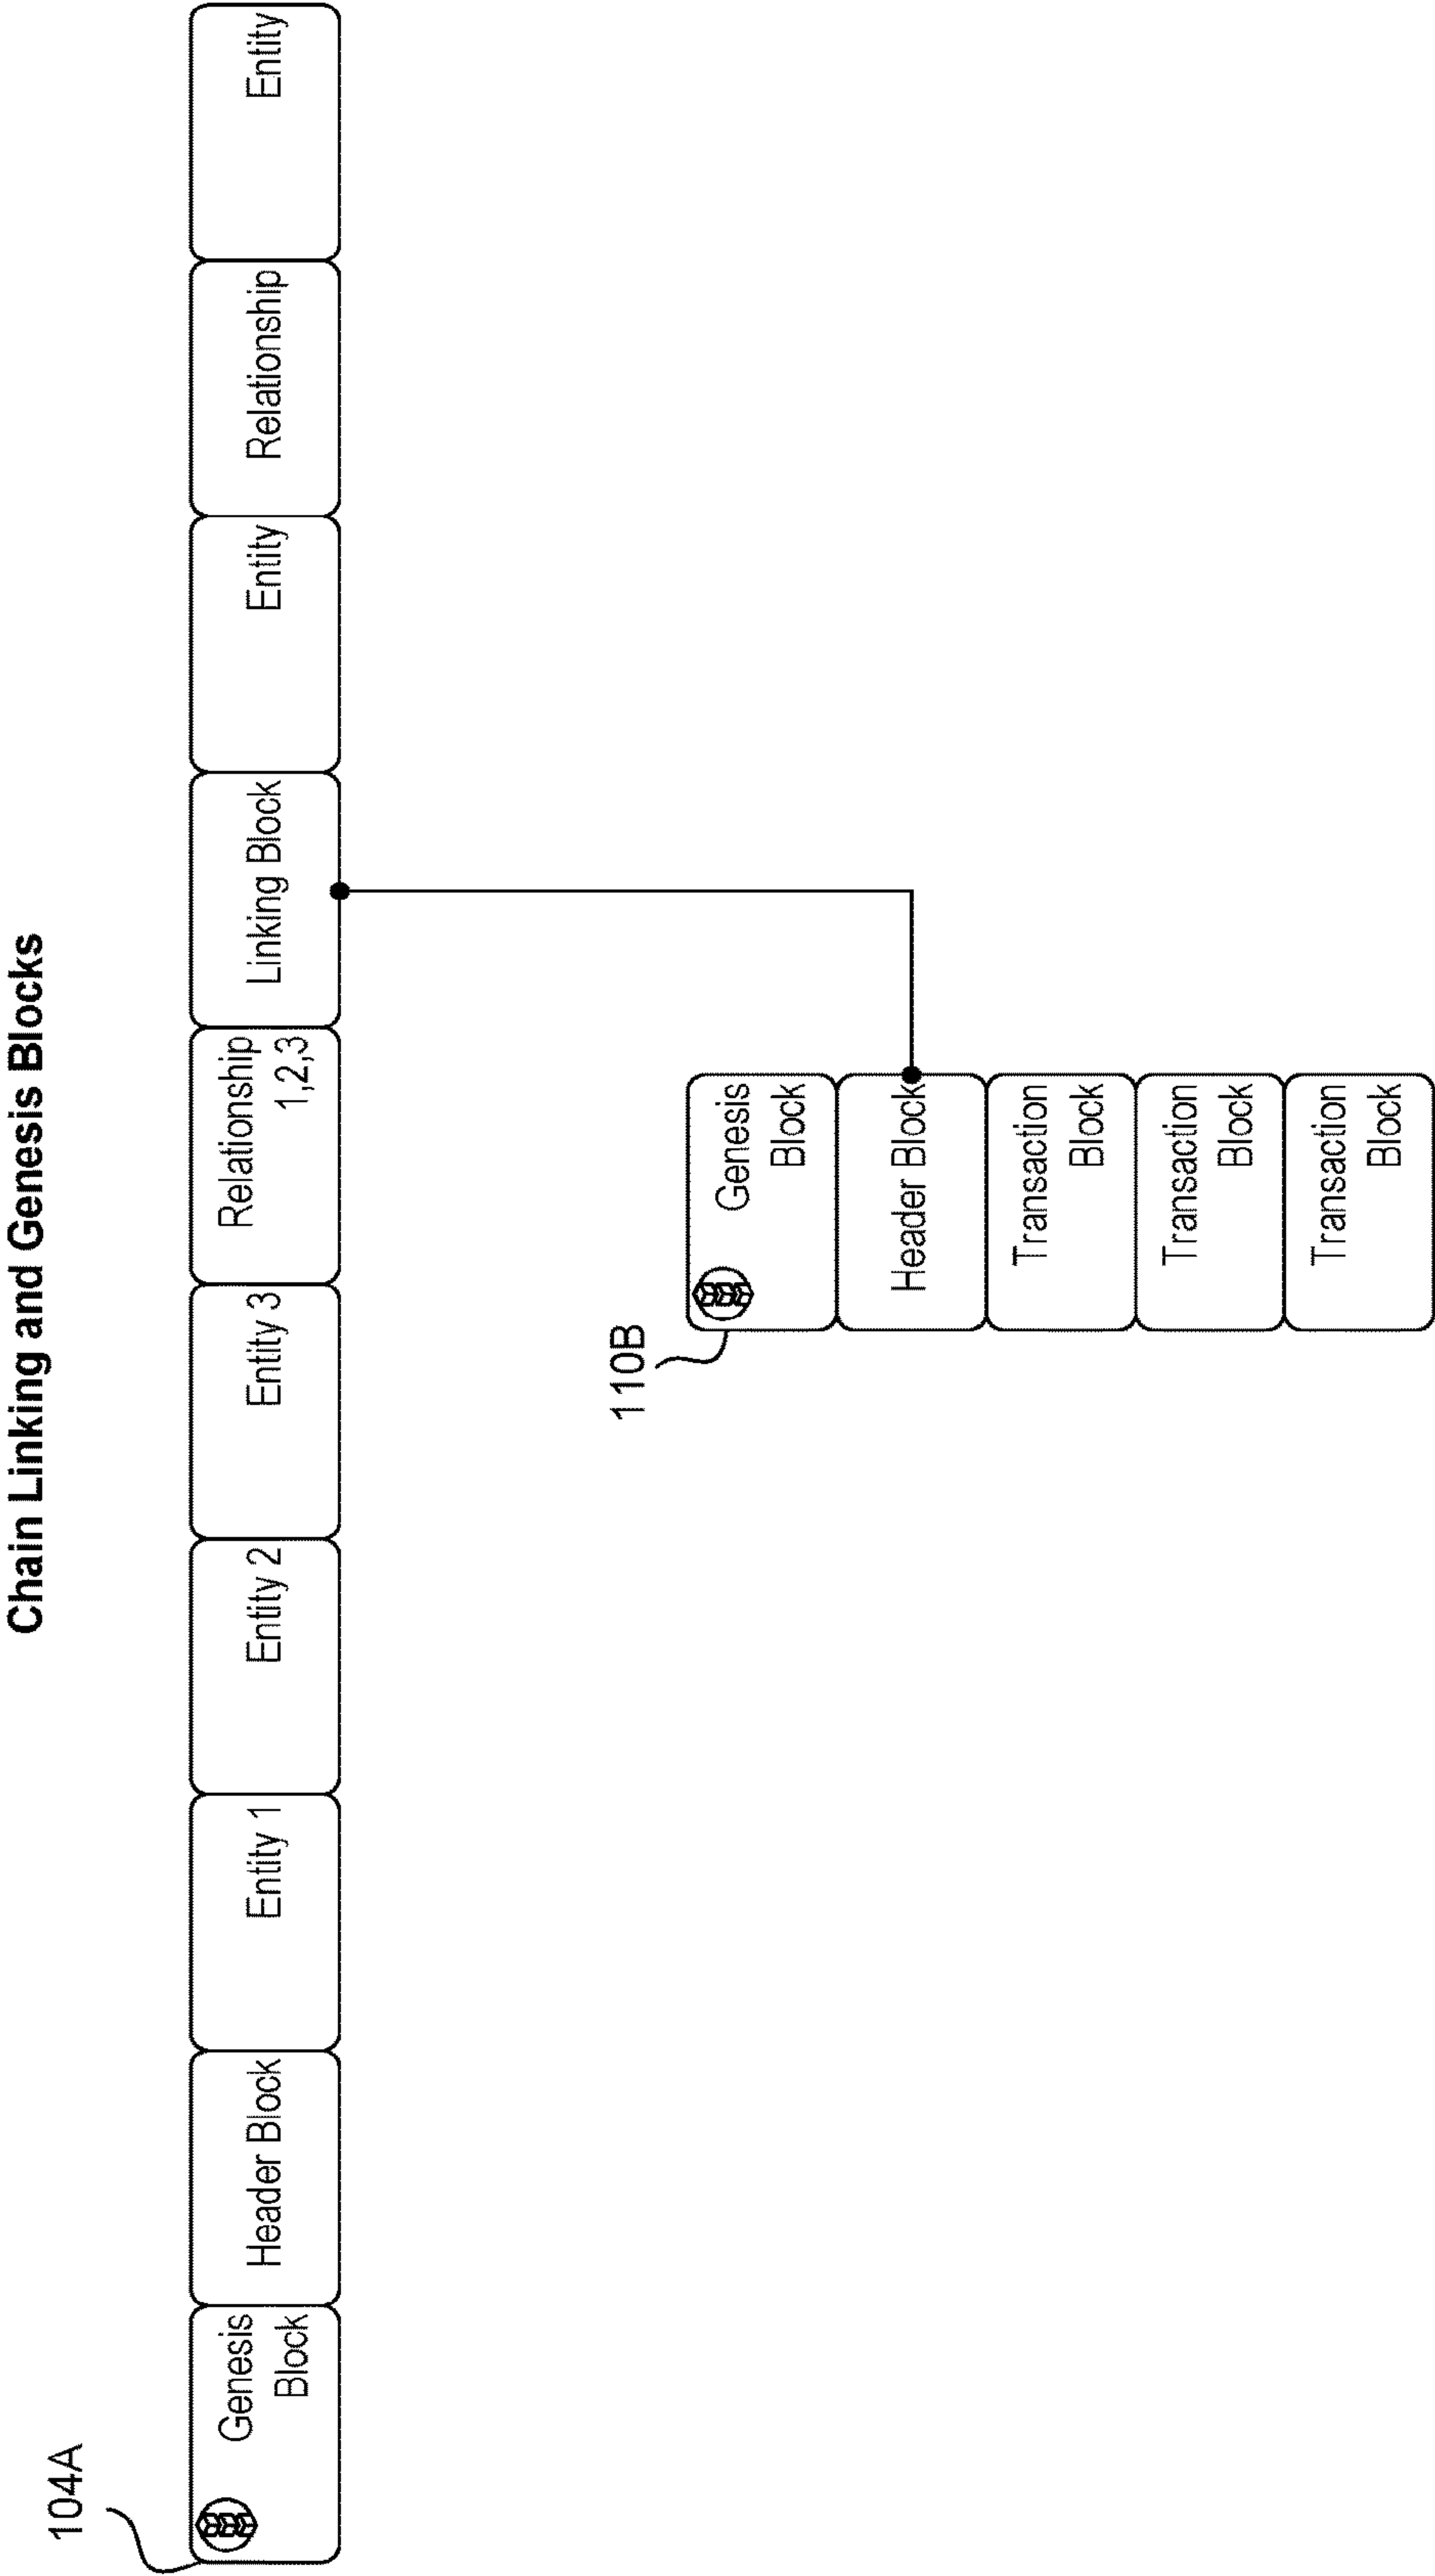 Chain Linking and Genesis Blocks
104A
Genesis
Block
Header Block
Entity 1
Entity 2
Entity 3
Relationship
1,2,3
Linking Block
Entity
Relationship
Entity
110B
Genesis
Block
Header Block
Transaction
Block
Transaction
Block
Transaction
Block